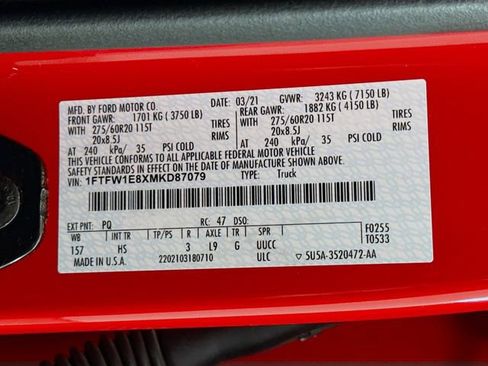 MFD. BY FORD MOTOR CO. 03/21 GVWR: 3243 KG ( 7150 LB)
FRONT GAWR: 1701 KG ( 3750 LB) REAR GAWR: 1882 KG ( 4150 LB)
275/60R20 115T TIRES 275/60R20 115T TIRES
20x8.5J RIMS 20x8.5J RIMS
AT 240 kPa/ 35 PSI COLD AT 240 kPa/ 35 PSI COLD
THIS VEHICLE CONFORMS TO ALL APPLICABLE FEDERAL MOTOR VEHICLE
SAFETY STANDARDS IN EFFECT ON THE DATE OF MANUFACTURE SHOWN ABOVE.
VIN: 1FTFW1E8XMKD87079 TYPE: Truck
EXT PNT: PQ RC: 47 DSO: F0255
WB INT TR TP/PS R AXLE TR SPR T0533
157 HS 3 L9 G UUCC
MADE IN U.S.A. 2202103180710 ULC ▽ 5U5A-3520472-AA